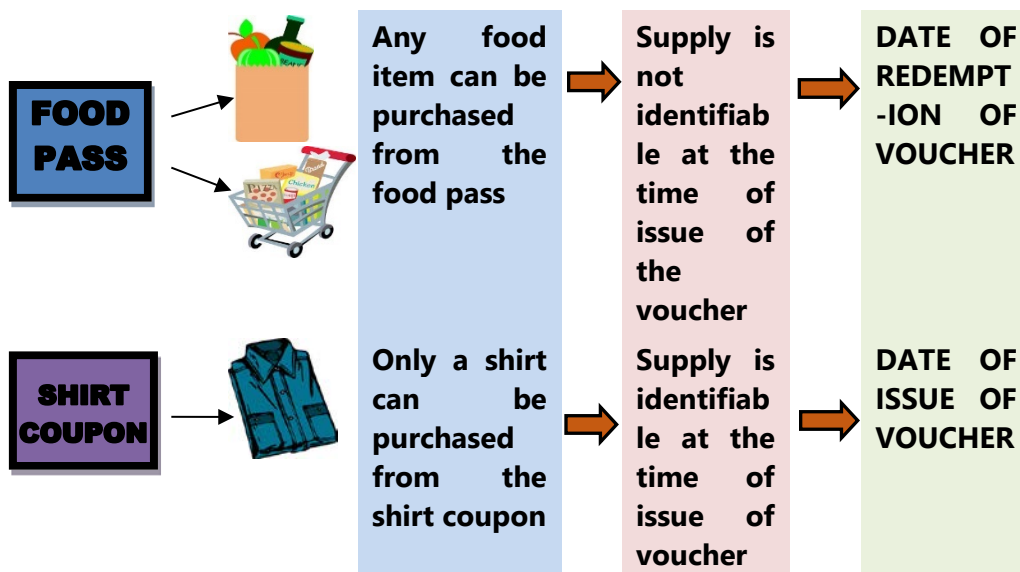 FOOD
PASS
Any food
item can be
purchased
from the
food pass
Supply is
not
identifiab
le at the
time of
issue of
the
voucher
DATE OF
REDEMPT
-ION OF
VOUCHER
SHIRT
COUPON
Only a shirt
can be
purchased
from the
shirt coupon
Supply is
identifiab
le at the
time of
issue of
voucher
DATE OF
ISSUE OF
VOUCHER